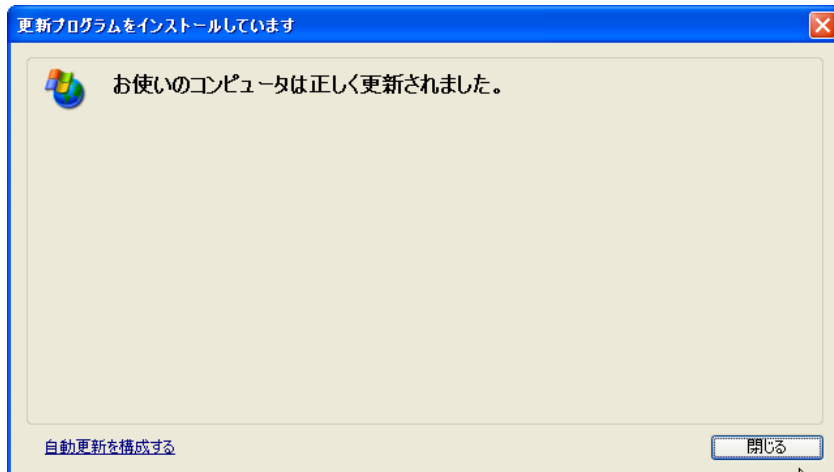 更新プログラムをインストールしています
お使いのコンピュータは正しく更新されました。
自動更新を構成する
閉じる